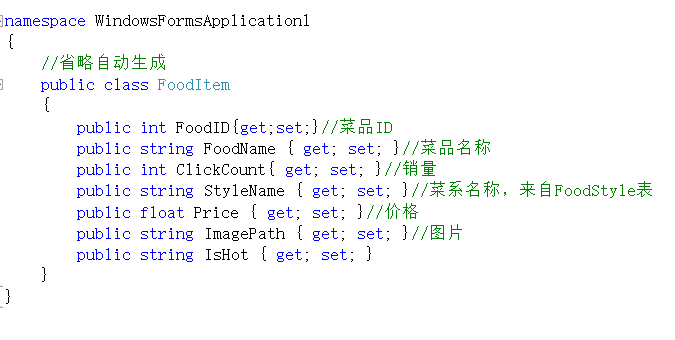 namespace WindowsFormsApplication1
{
//省略自动生成
public class FoodItem
{
public int FoodID{get;set;}//菜品ID
public string FoodName { get; set; }//菜品名称
public int ClickCount{ get; set; }//销量
public string StyleName { get; set; }//菜系名称，来自FoodStyle表
public float Price { get; set; }//价格
public string ImagePath { get; set; }//图片
public string IsHot { get; set; }
}
}